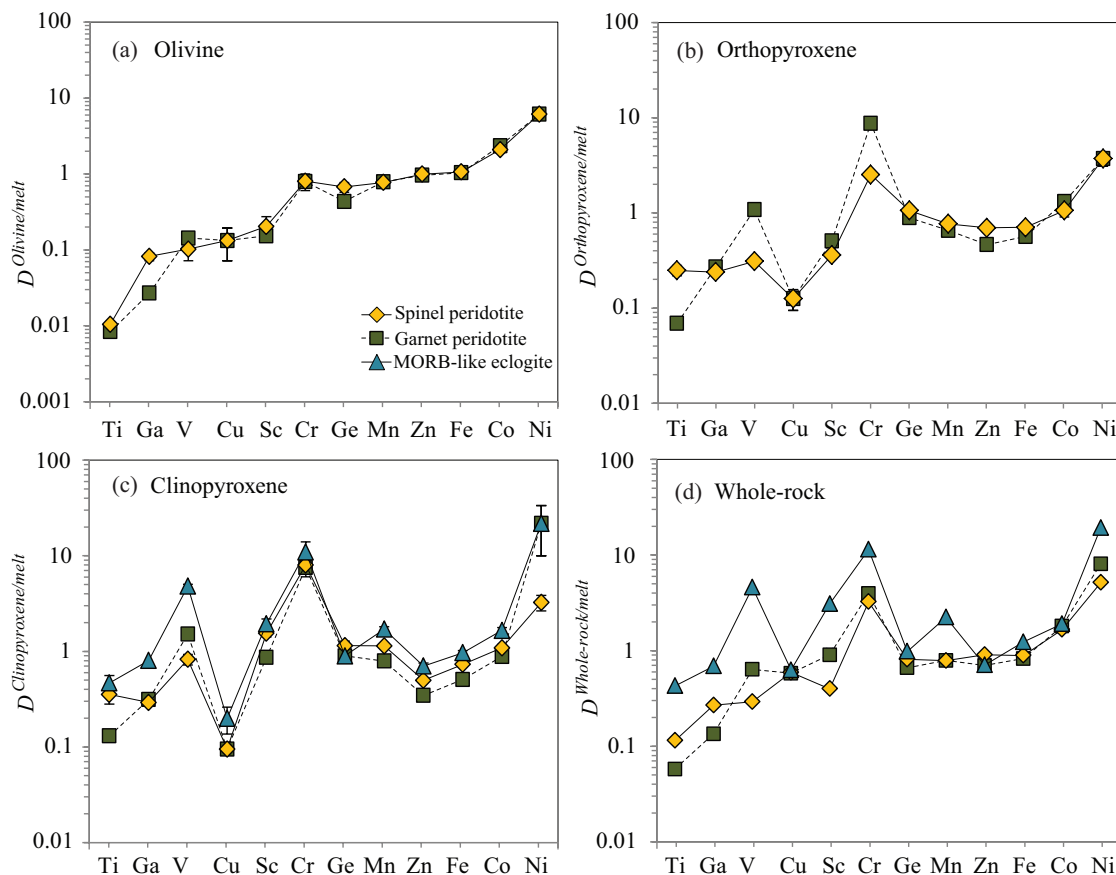 (a) Olivine
D Olivine/melt
100
10
1
0.1
0.01
0.001
Spinel peridotite
Garnet peridotite
MORB-like eclogite
Ti Ga V Cu Sc Cr Ge Mn Zn Fe Co Ni
(b) Orthopyroxene
D Orthopyroxene/melt
100
10
1
0.1
0.01
Ti Ga V Cu Sc Cr Ge Mn Zn Fe Co Ni
(c) Clinopyroxene
D Clinopyroxene/melt
100
10
1
0.1
0.01
Ti Ga V Cu Sc Cr Ge Mn Zn Fe Co Ni
(d) Whole-rock
D Whole-rock/melt
100
10
1
0.1
0.01
Ti Ga V Cu Sc Cr Ge Mn Zn Fe Co Ni